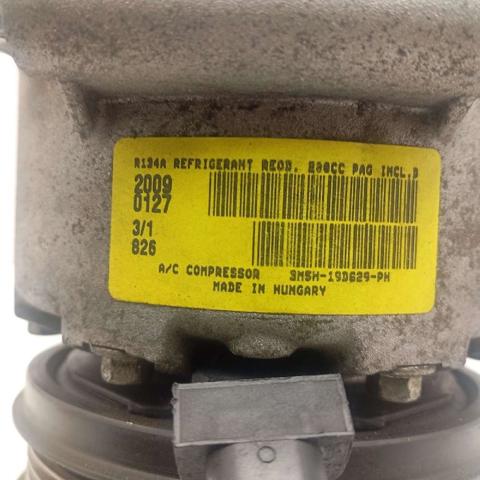 R134A REFRIGERANT REQD. 200CC PAG INCL.D
2009
0127
3/1
826
A/C COMPRESSOR 3M5H-19D629-PH
MADE IN HUNGARY